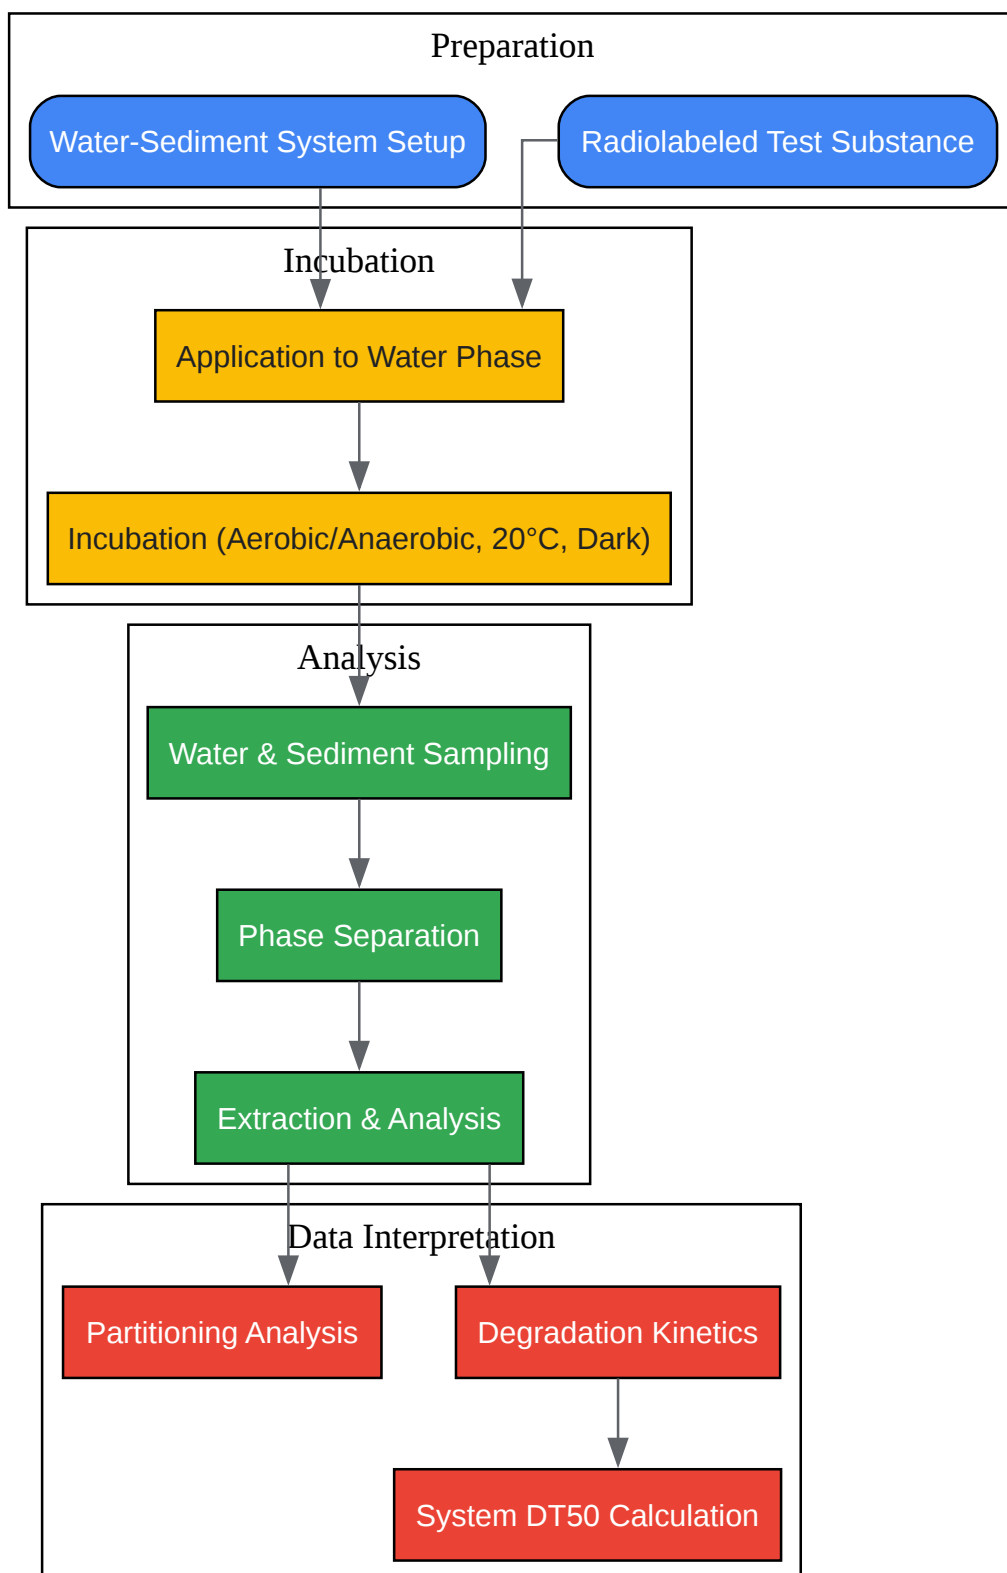 Preparation
Water-Sediment System Setup
Radiolabeled Test Substance
Incubation
Application to Water Phase
Incubation (Aerobic/Anaerobic, 20°C, Dark)
Analysis
Water & Sediment Sampling
Phase Separation
Extraction & Analysis
Data Interpretation
Partitioning Analysis
Degradation Kinetics
System DT50 Calculation